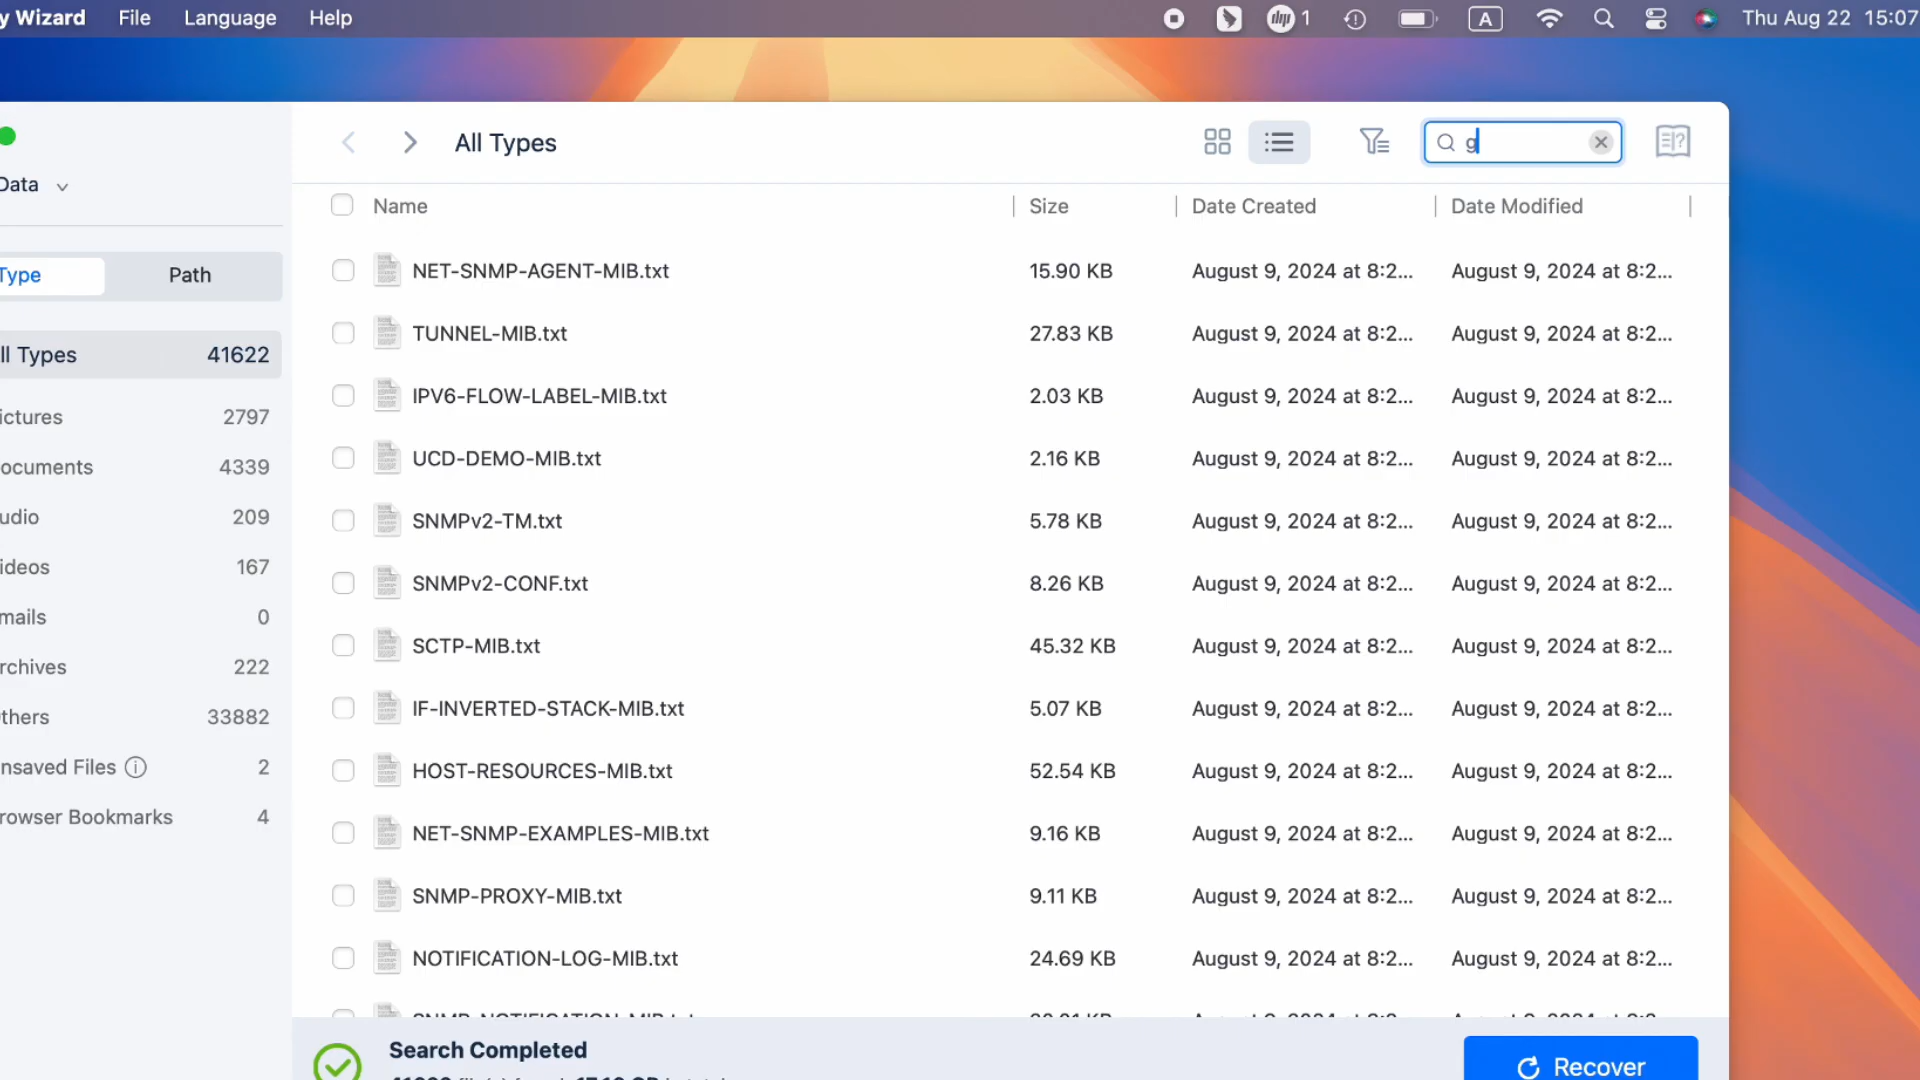 y Wizard File Language Help 1 A Thu Aug 22 15:07
All Types g
Data
Name Size Date Created Date Modified
Type Path
NET-SNMP-AGENT-MIB.txt 15.90 KB August 9, 2024 at 8:2... August 9, 2024 at 8:2...
TUNNEL-MIB.txt 27.83 KB August 9, 2024 at 8:2... August 9, 2024 at 8:2...
ll Types 41622
IPV6-FLOW-LABEL-MIB.txt 2.03 KB August 9, 2024 at 8:2... August 9, 2024 at 8:2...
ictures 2797
UCD-DEMO-MIB.txt 2.16 KB August 9, 2024 at 8:2... August 9, 2024 at 8:2...
ocuments 4339
SNMPv2-TM.txt 5.78 KB August 9, 2024 at 8:2... August 9, 2024 at 8:2...
udio 209
SNMPv2-CONF.txt 8.26 KB August 9, 2024 at 8:2... August 9, 2024 at 8:2...
ideos 167
mails 0
SCTP-MIB.txt 45.32 KB August 9, 2024 at 8:2... August 9, 2024 at 8:2...
rchives 222
IF-INVERTED-STACK-MIB.txt 5.07 KB August 9, 2024 at 8:2... August 9, 2024 at 8:2...
thers 33882
HOST-RESOURCES-MIB.txt 52.54 KB August 9, 2024 at 8:2... August 9, 2024 at 8:2...
nsaved Files 2
rowser Bookmarks 4
NET-SNMP-EXAMPLES-MIB.txt 9.16 KB August 9, 2024 at 8:2... August 9, 2024 at 8:2...
SNMP-PROXY-MIB.txt 9.11 KB August 9, 2024 at 8:2... August 9, 2024 at 8:2...
NOTIFICATION-LOG-MIB.txt 24.69 KB August 9, 2024 at 8:2... August 9, 2024 at 8:2...
Search Completed
Recover